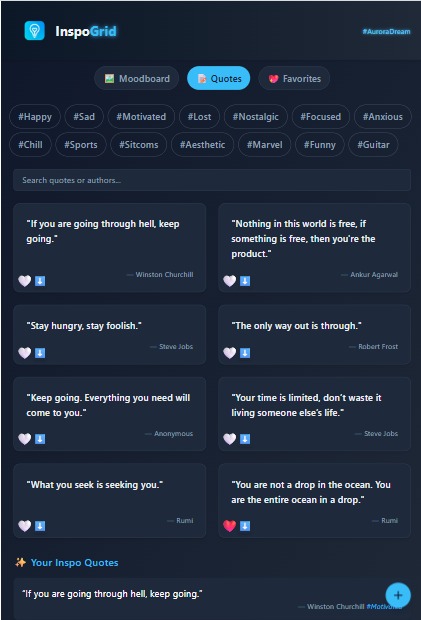 InspoGrid
#AuroraDream
Moodboard
Quotes
Favorites
#Happy #Sad #Motivated #Lost #Nostalgic #Focused #Anxious
#Chill #Sports #Sitcoms #Aesthetic #Marvel #Funny #Guitar
Search quotes or authors...
"If you are going through hell, keep
going."
— Winston Churchill
"Nothing in this world is free, if
something is free, then you're the
product."
— Ankur Agarwal
"Stay hungry, stay foolish."
— Steve Jobs
"The only way out is through."
— Robert Frost
"Keep going. Everything you need will
come to you."
— Anonymous
"Your time is limited, don't waste it
living someone else's life."
— Steve Jobs
"What you seek is seeking you."
— Rumi
"You are not a drop in the ocean. You
are the entire ocean in a drop."
— Rumi
✨ Your Inspo Quotes
"If you are going through hell, keep going."
— Winston Churchill